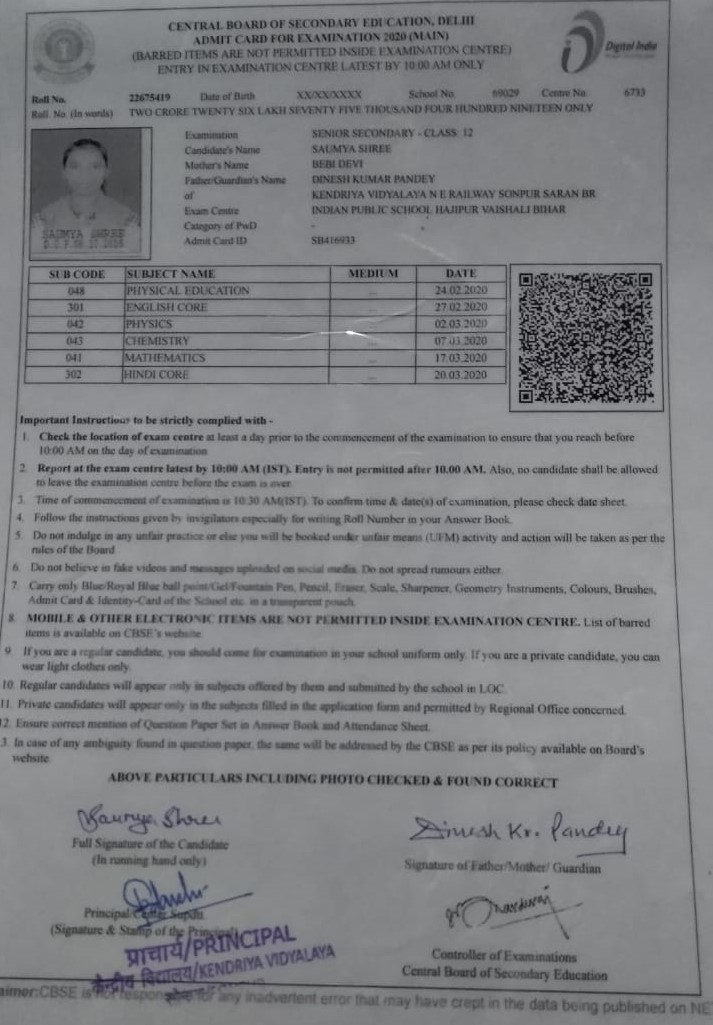 CENTRAL BOARD OF SECONDARY EDUCATION, DELHI
ADMIT CARD FOR EXAMINATION 2020 (MAIN)
(BARRED ITEMS ARE NOT PERMITTED INSIDE EXAMINATION CENTRE)
ENTRY IN EXAMINATION CENTRE LATEST BY 10:00 AM ONLY
Digital India
Roll No. 22675419 Date of Birth XX/XX/XXXX School No. 69029 Centre No. 6733
Roll No. (In words) TWO CRORE TWENTY SIX LAKH SEVENTY FIVE THOUSAND FOUR HUNDRED NINETEEN ONLY
Examination SENIOR SECONDARY - CLASS 12
Candidate's Name SAUMYA SHREE
Mother's Name BEBI DEVI
Father/Guardian's Name DINESH KUMAR PANDEY
of KENDRIYA VIDYALAYA N E RAILWAY SONPUR SARAN BR
Exam Centre INDIAN PUBLIC SCHOOL HAJIPUR VAISHALI BIHAR
Category of PwD -
Admit Card ID SB416933
SAUMYA SHREE
SUB CODE SUBJECT NAME MEDIUM DATE
048 PHYSICAL EDUCATION -- 24.02.2020
301 ENGLISH CORE -- 27.02.2020
042 PHYSICS -- 02.03.2020
043 CHEMISTRY -- 07.03.2020
041 MATHEMATICS -- 17.03.2020
302 HINDI CORE -- 20.03.2020
Important Instructions to be strictly complied with -
1. Check the location of exam centre at least a day prior to the commencement of the examination to ensure that you reach before
10:00 AM on the day of examination
2. Report at the exam centre latest by 10:00 AM (IST). Entry is not permitted after 10.00 AM. Also, no candidate shall be allowed
to leave the examination centre before the exam is over.
3. Time of commencement of examination is 10:30 AM(IST). To confirm time & date(s) of examination, please check date sheet.
4. Follow the instructions given by invigilators especially for writing Roll Number in your Answer Book.
5. Do not indulge in any unfair practice or else you will be booked under unfair means (UFM) activity and action will be taken as per the
rules of the Board
6. Do not believe in fake videos and messages uploaded on social media. Do not spread rumours either.
7. Carry only Blue/Royal Blue ball point/Gel/Fountain Pen, Pencil, Eraser, Scale, Sharpener, Geometry Instruments, Colours, Brushes,
Admit Card & Identity-Card of the School etc. in a transparent pouch.
8. MOBILE & OTHER ELECTRONIC ITEMS ARE NOT PERMITTED INSIDE EXAMINATION CENTRE. List of barred
items is available on CBSE's website
9. If you are a regular candidate, you should come for examination in your school uniform only. If you are a private candidate, you can
wear light clothes only.
10. Regular candidates will appear only in subjects offered by them and submitted by the school in LOC.
11. Private candidates will appear only in the subjects filled in the application form and permitted by Regional Office concerned.
12. Ensure correct mention of Question Paper Set in Answer Book and Attendance Sheet.
3. In case of any ambiguity found in question paper, the same will be addressed by the CBSE as per its policy available on Board's
website.
ABOVE PARTICULARS INCLUDING PHOTO CHECKED & FOUND CORRECT
Saumya Shree
Full Signature of the Candidate
(In running hand only)
Dinesh Kr. Pandey
Signature of Father/Mother/ Guardian
Principal/Center Supdt.
(Signature & Stamp of the Principal)
प्राचार्य/PRINCIPAL
केन्द्रीय विद्यालय/KENDRIYA VIDYALAYA
Controller of Examinations
Central Board of Secondary Education
aimer:CBSE is not responsible for any inadvertent error that may have crept in the data being published on NE